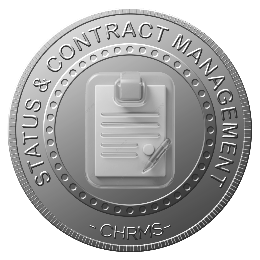 STATUS & CONTRACT MANAGEMENT
- CHRMS -